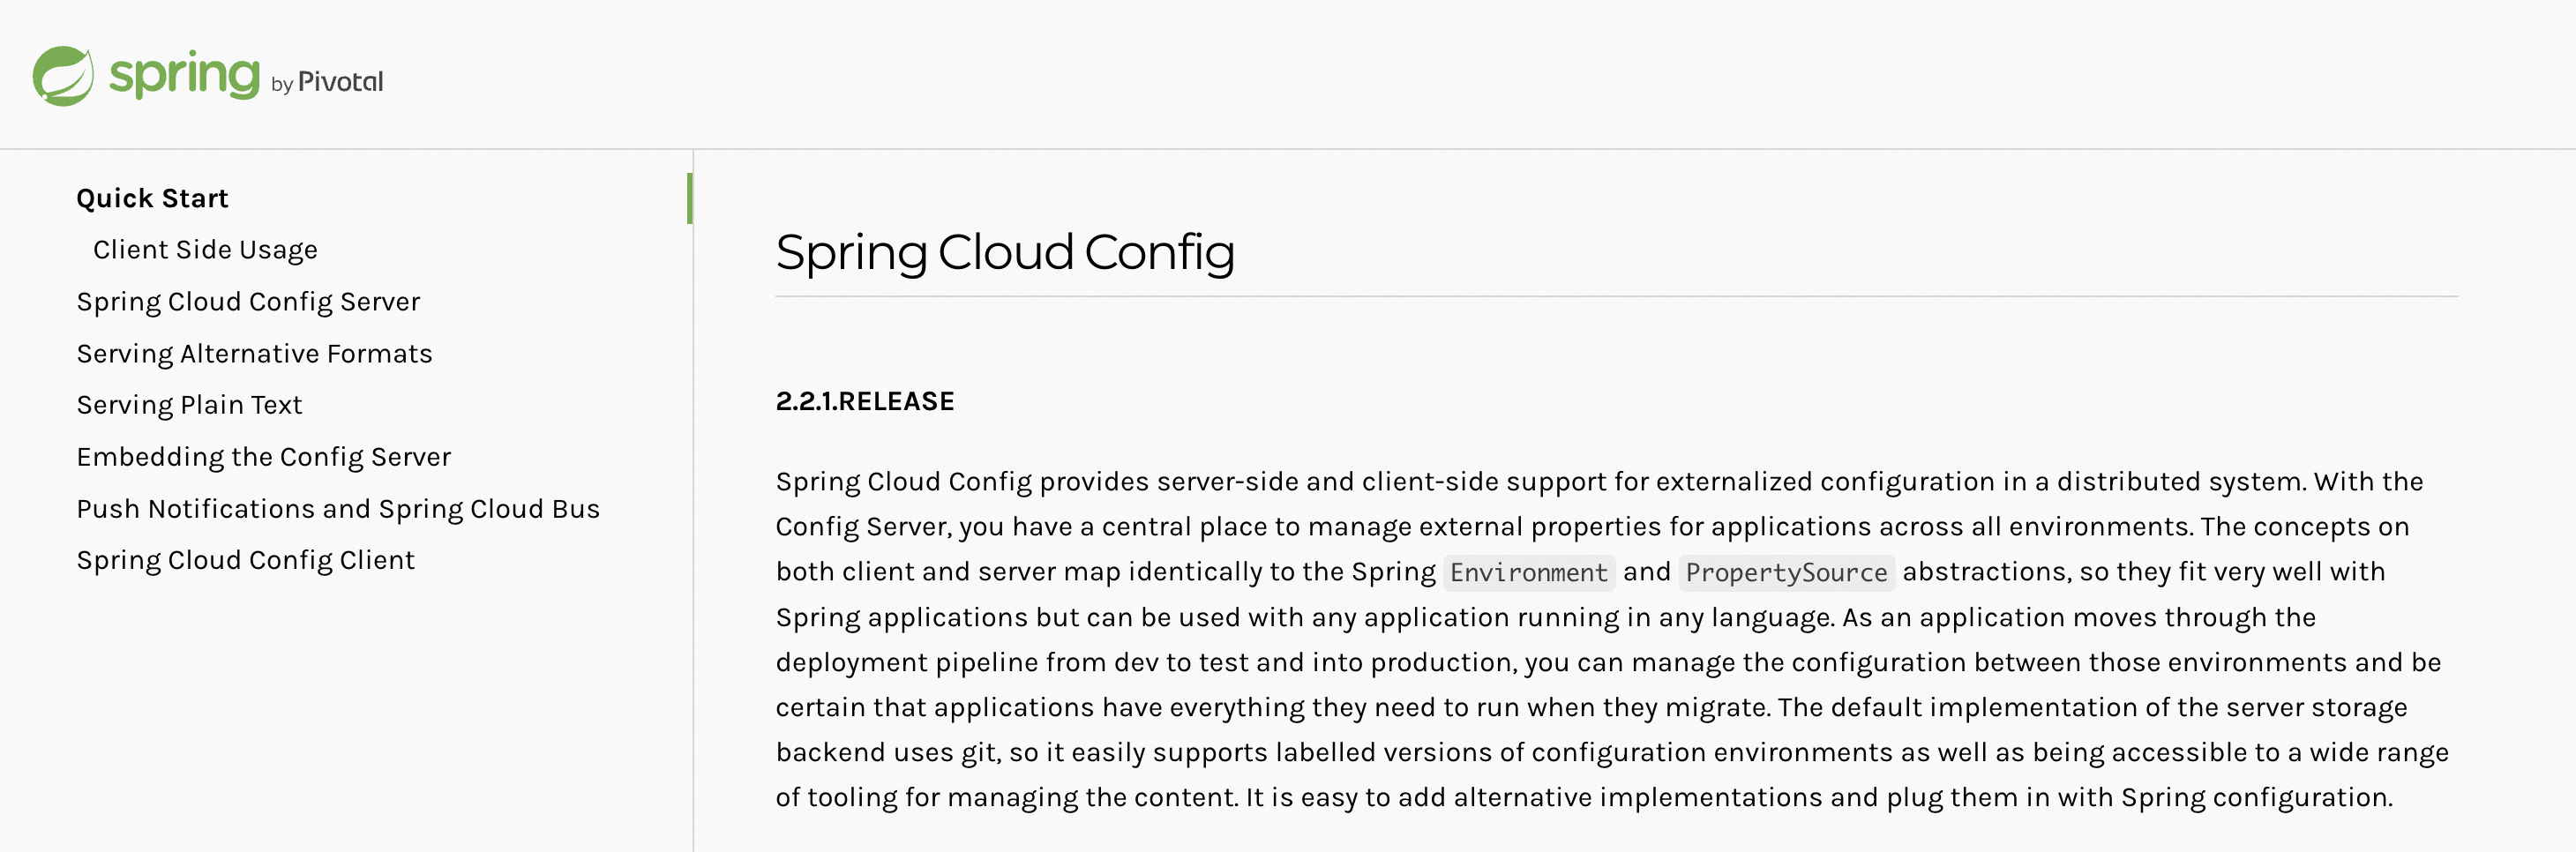 spring by Pivotal
Quick Start
Client Side Usage
Spring Cloud Config Server
Serving Alternative Formats
Serving Plain Text
Embedding the Config Server
Push Notifications and Spring Cloud Bus
Spring Cloud Config Client
Spring Cloud Config
2.2.1.RELEASE
Spring Cloud Config provides server-side and client-side support for externalized configuration in a distributed system. With the
Config Server, you have a central place to manage external properties for applications across all environments. The concepts on
both client and server map identically to the Spring Environment and PropertySource abstractions, so they fit very well with
Spring applications but can be used with any application running in any language. As an application moves through the
deployment pipeline from dev to test and into production, you can manage the configuration between those environments and be
certain that applications have everything they need to run when they migrate. The default implementation of the server storage
backend uses git, so it easily supports labelled versions of configuration environments as well as being accessible to a wide range
of tooling for managing the content. It is easy to add alternative implementations and plug them in with Spring configuration.